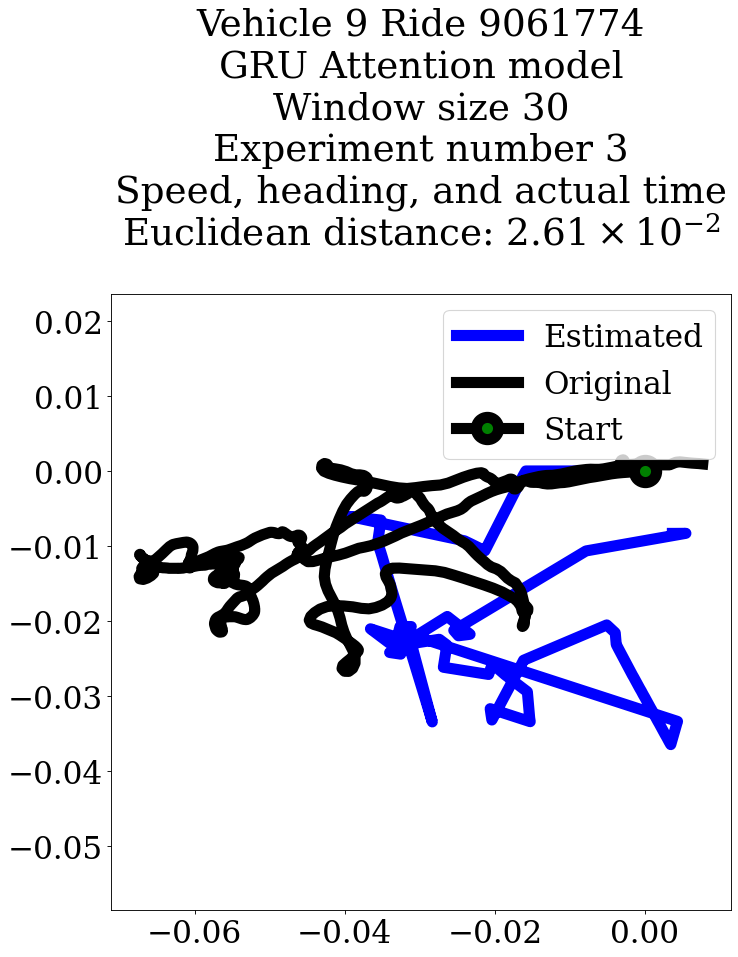 Vehicle 9 Ride 9061774
GRU Attention model
Window size 30
Experiment number 3
Speed, heading, and actual time
Euclidean distance: 2.61 × 10⁻²
Estimated
Original
Start
0.02
0.01
0.00
−0.01
−0.02
−0.03
−0.04
−0.05
−0.06
−0.04
−0.02
0.00